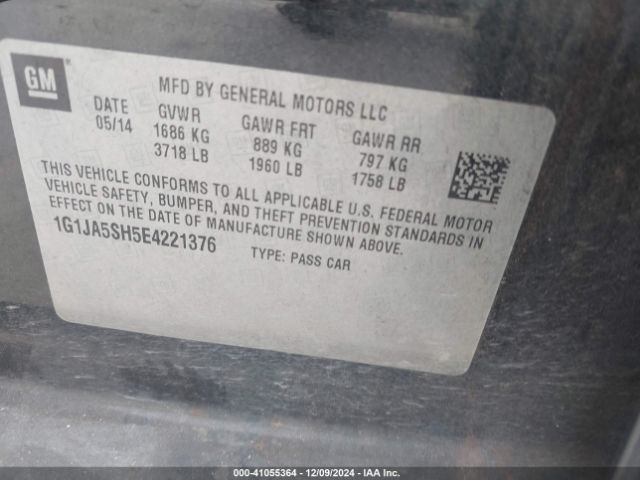 GM
MFD BY GENERAL MOTORS LLC
DATE GVWR GAWR FRT GAWR RR
05/14 1686 KG 889 KG 797 KG
3718 LB 1960 LB 1758 LB
THIS VEHICLE CONFORMS TO ALL APPLICABLE U.S. FEDERAL MOTOR
VEHICLE SAFETY, BUMPER, AND THEFT PREVENTION STANDARDS IN
EFFECT ON THE DATE OF MANUFACTURE SHOWN ABOVE.
1G1JA5SH5E4221376 TYPE: PASS CAR
000-41055364 - 12/09/2024 - IAA Inc.